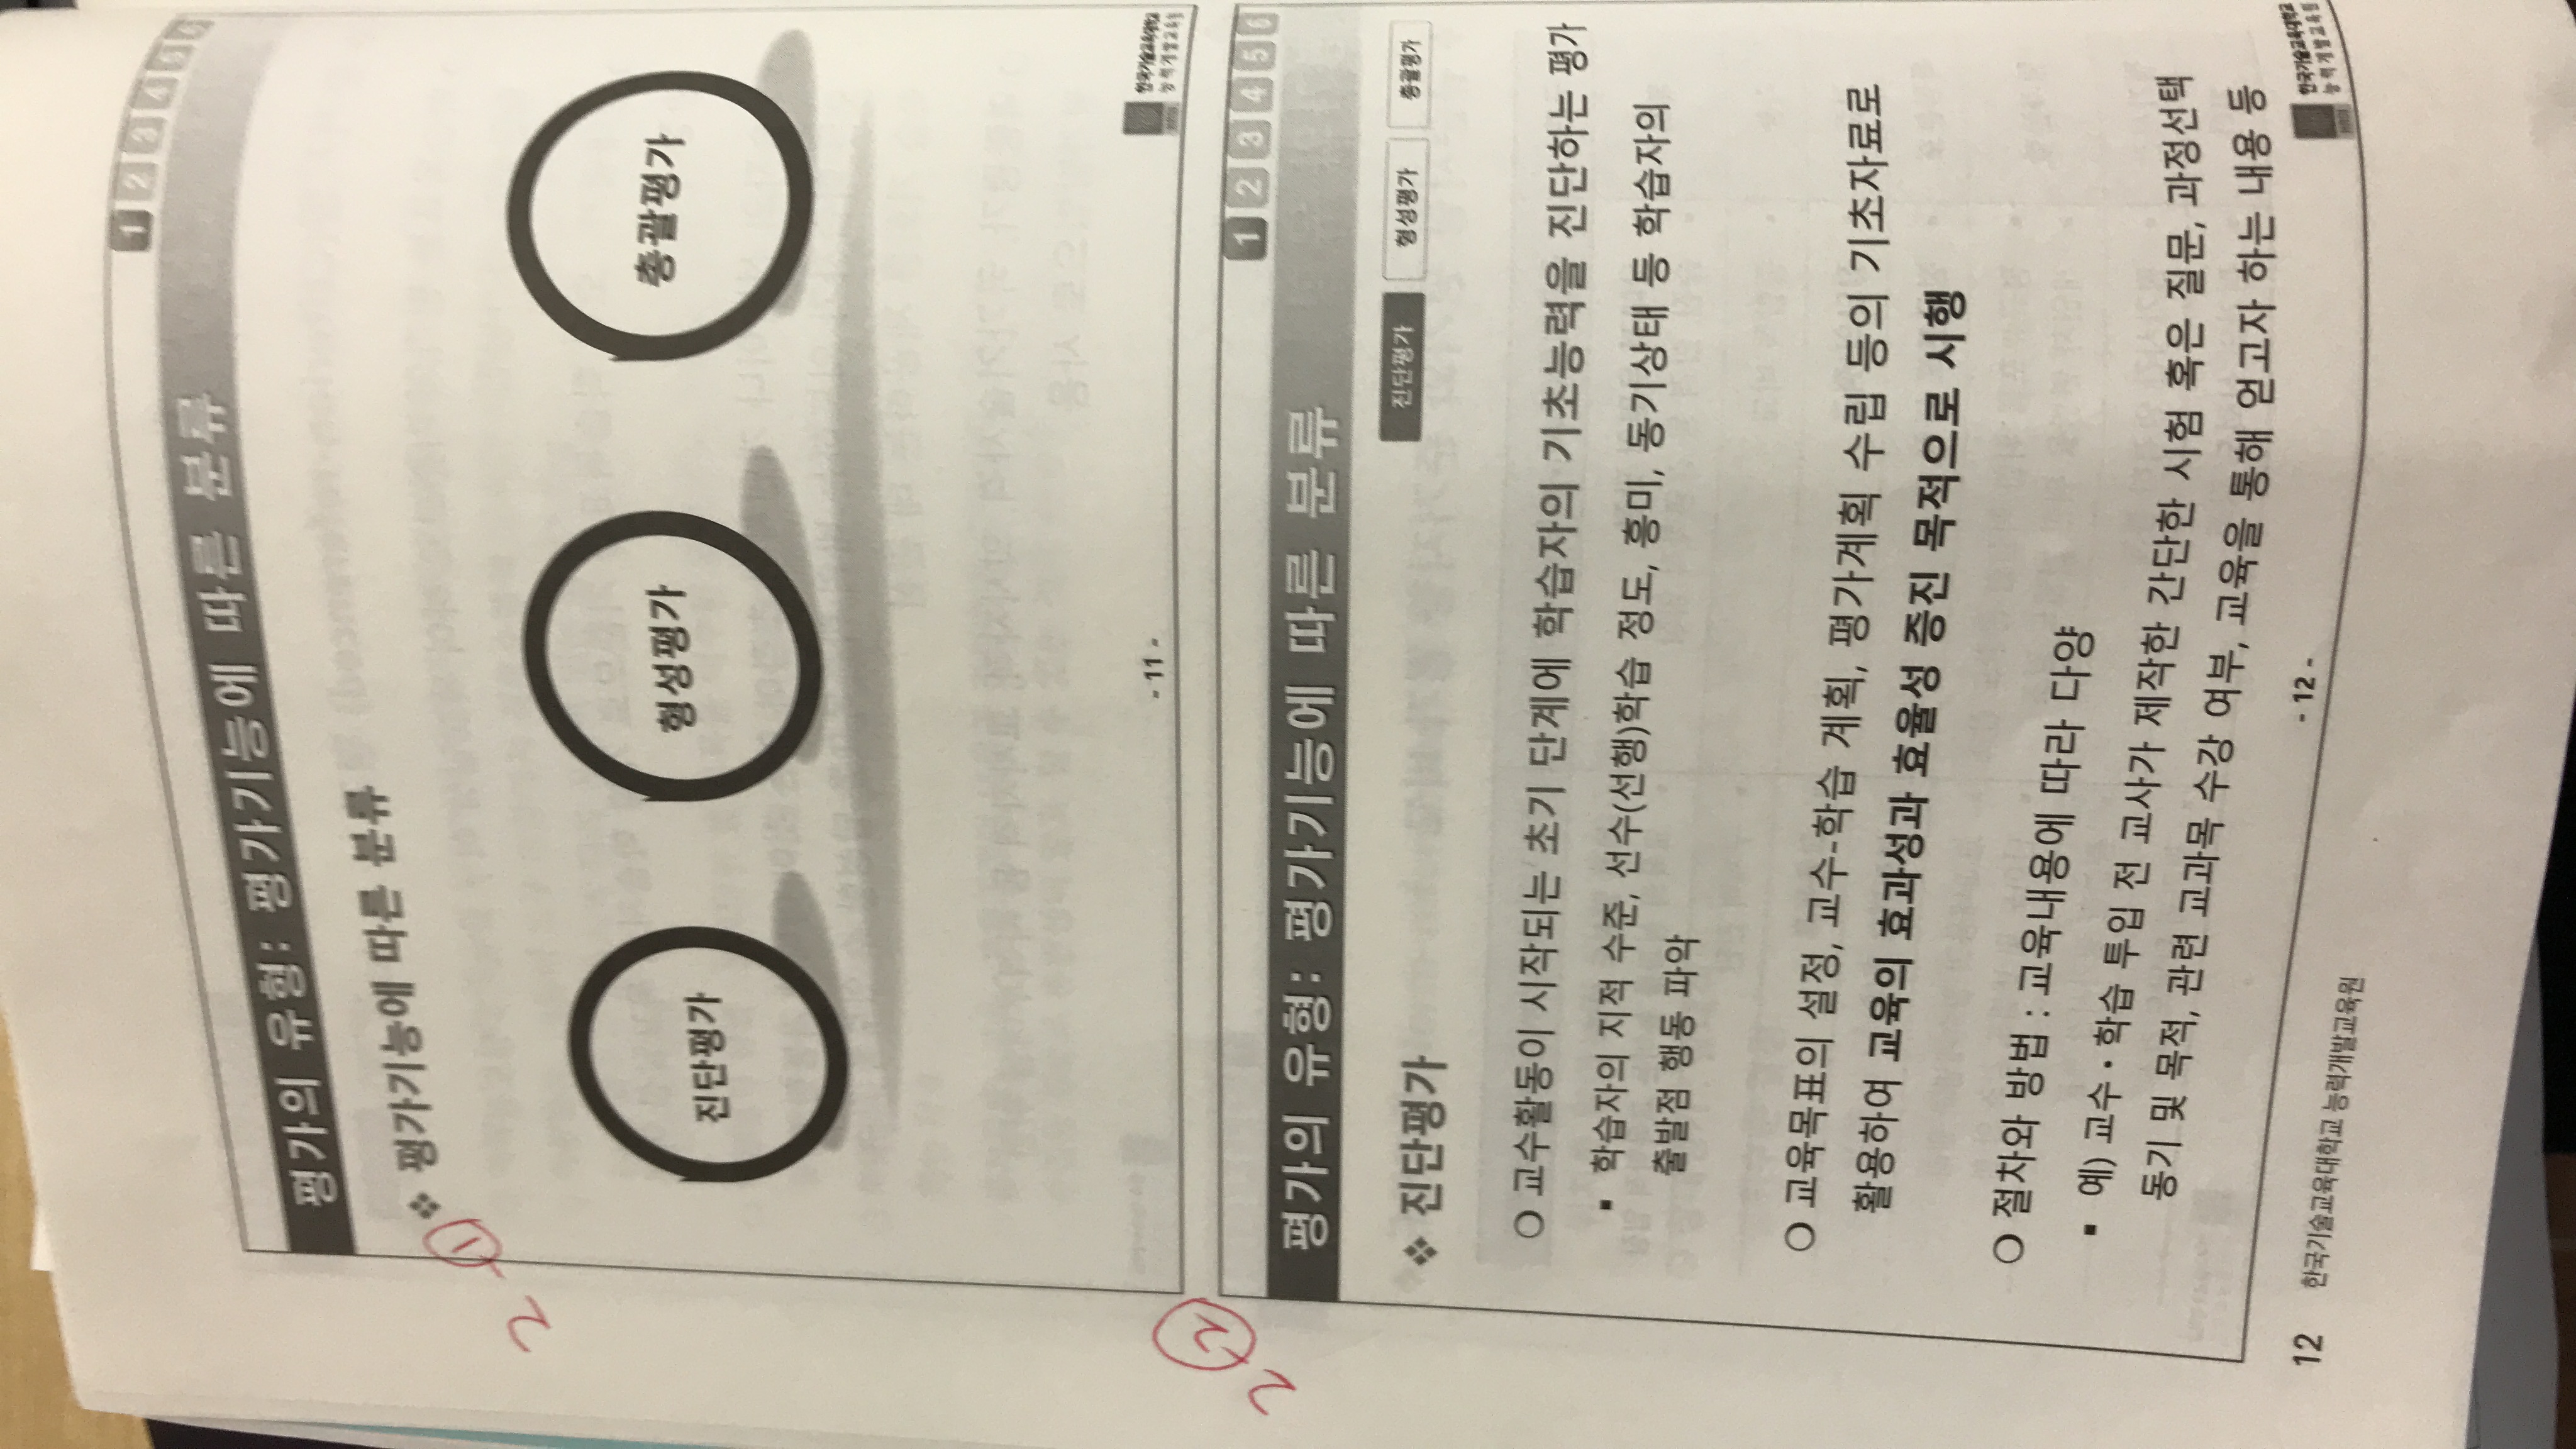 1 2 3 4 5 6
평가의 유형: 평가기능에 따른 분류
❖ 평가기능에 따른 분류
2-①
진단평가 형성평가 총괄평가
- 11 -
한국기술교육대학교
능력개발교육원
2-②
1 2 3 4 5 6
평가의 유형: 평가기능에 따른 분류
진단평가 형성평가 총괄평가
❖ 진단평가
❍ 교수활동이 시작되는 초기 단계에 학습자의 기초능력을 진단하는 평가
▪ 학습자의 지적 수준, 선수(선행)학습 정도, 흥미, 동기상태 등 학습자의
출발점 행동 파악
❍ 교육목표의 설정, 교수-학습 계획, 평가계획 수립 등의 기초자료로
활용하여 교육의 효과성과 효율성 증진 목적으로 시행
❍ 절차와 방법 : 교육내용에 따라 다양
▪ 예) 교수・학습 투입 전 교사가 제작한 간단한 시험 혹은 질문, 과정선택
동기 및 목적, 관련 교과목 수강 여부, 교육을 통해 얻고자 하는 내용 등
- 12 -
한국기술교육대학교
능력개발교육원
12 한국기술교육대학교 능력개발교육원